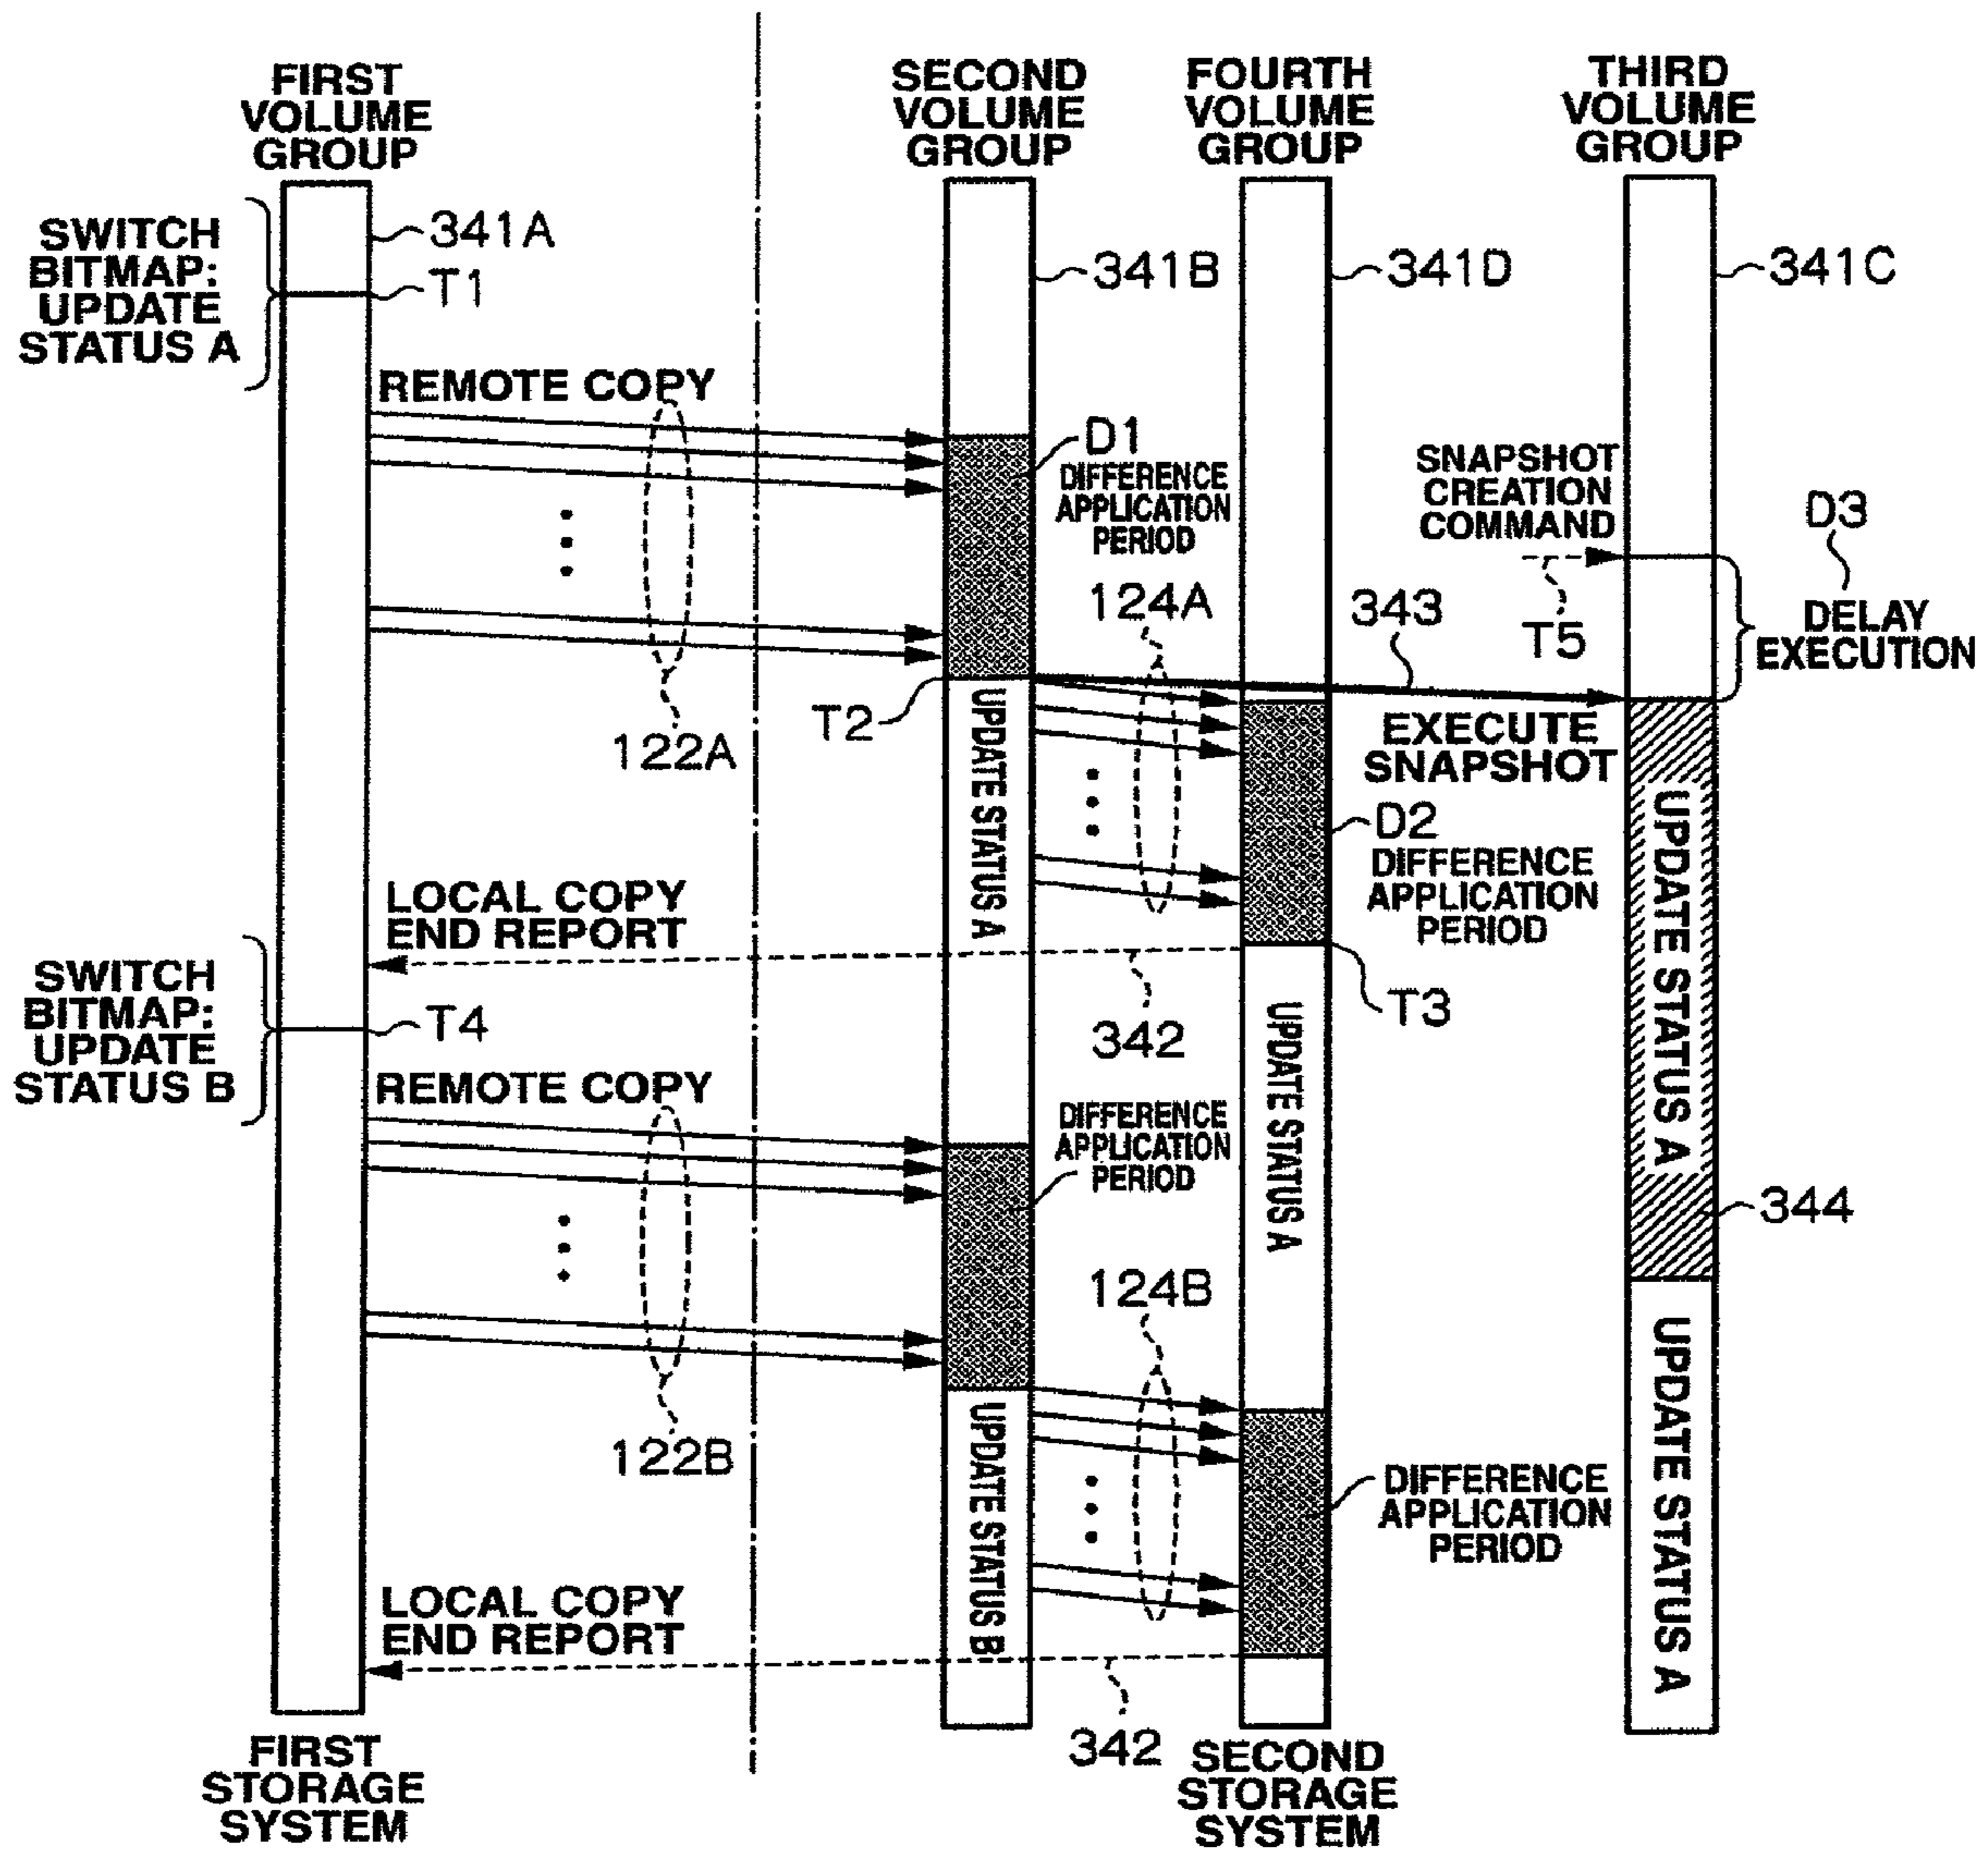 FIRST
VOLUME
GROUP
SECOND
VOLUME
GROUP
FOURTH
VOLUME
GROUP
THIRD
VOLUME
GROUP
SWITCH
BITMAP:
UPDATE
STATUS A
341A
T1
341B
341D
341C
REMOTE COPY
D1
DIFFERENCE
APPLICATION
PERIOD
SNAPSHOT
CREATION
COMMAND
D3
DELAY
EXECUTION
T5
124A
343
122A
T2
UPDATE STATUS A
EXECUTE
SNAPSHOT
D2
DIFFERENCE
APPLICATION
PERIOD
UPDATE STATUS A
LOCAL COPY
END REPORT
SWITCH
BITMAP:
UPDATE
STATUS B
T4
342
T3
UPDATE STATUS A
REMOTE COPY
DIFFERENCE
APPLICATION
PERIOD
344
124B
122B
UPDATE STATUS B
UPDATE STATUS A
DIFFERENCE
APPLICATION
PERIOD
LOCAL COPY
END REPORT
342
FIRST
STORAGE
SYSTEM
SECOND
STORAGE
SYSTEM